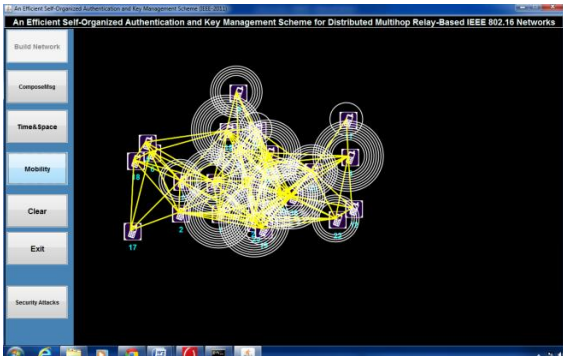 An Efficient Self-Organized Authentication and Key Management Scheme (IEEE-2011)
An Efficient Self-Organized Authentication and Key Management Scheme for Distributed Multihop Relay-Based IEEE 802.16 Networks
Build Network
ComposeMsg
Time&Space
Mobility
Clear
Exit
Security Attacks
18
17
2